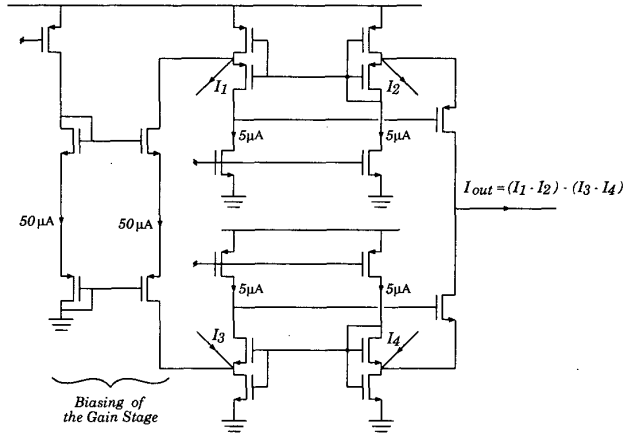 I1
I2
5µA
5µA
Iout = (I1 - I2) - (I3 - I4)
50µA
50µA
5µA
5µA
I3
I4
Biasing of
the Gain Stage